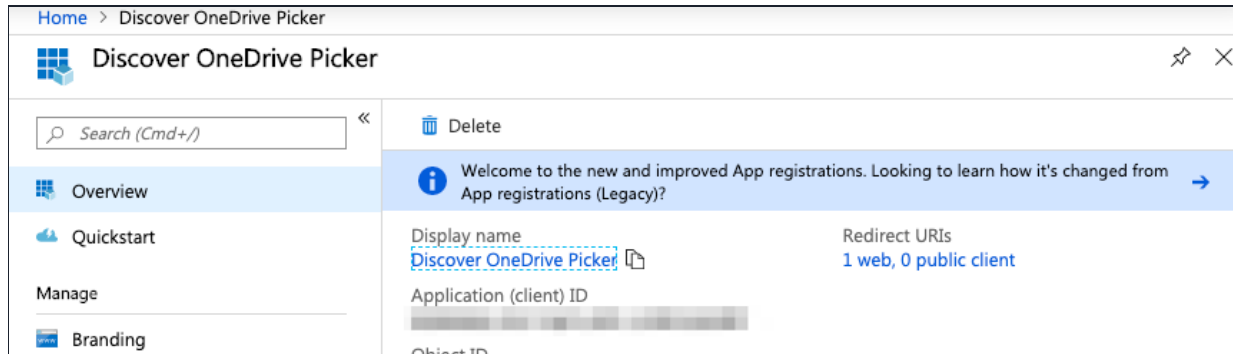 Home > Discover OneDrive Picker
Discover OneDrive Picker
Search (Cmd+/)
«
Delete
Overview
Welcome to the new and improved App registrations. Looking to learn how it's changed from
App registrations (Legacy)?
Quickstart
Display name
Discover OneDrive Picker
Redirect URIs
1 web, 0 public client
Manage
Application (client) ID
Branding
Object ID